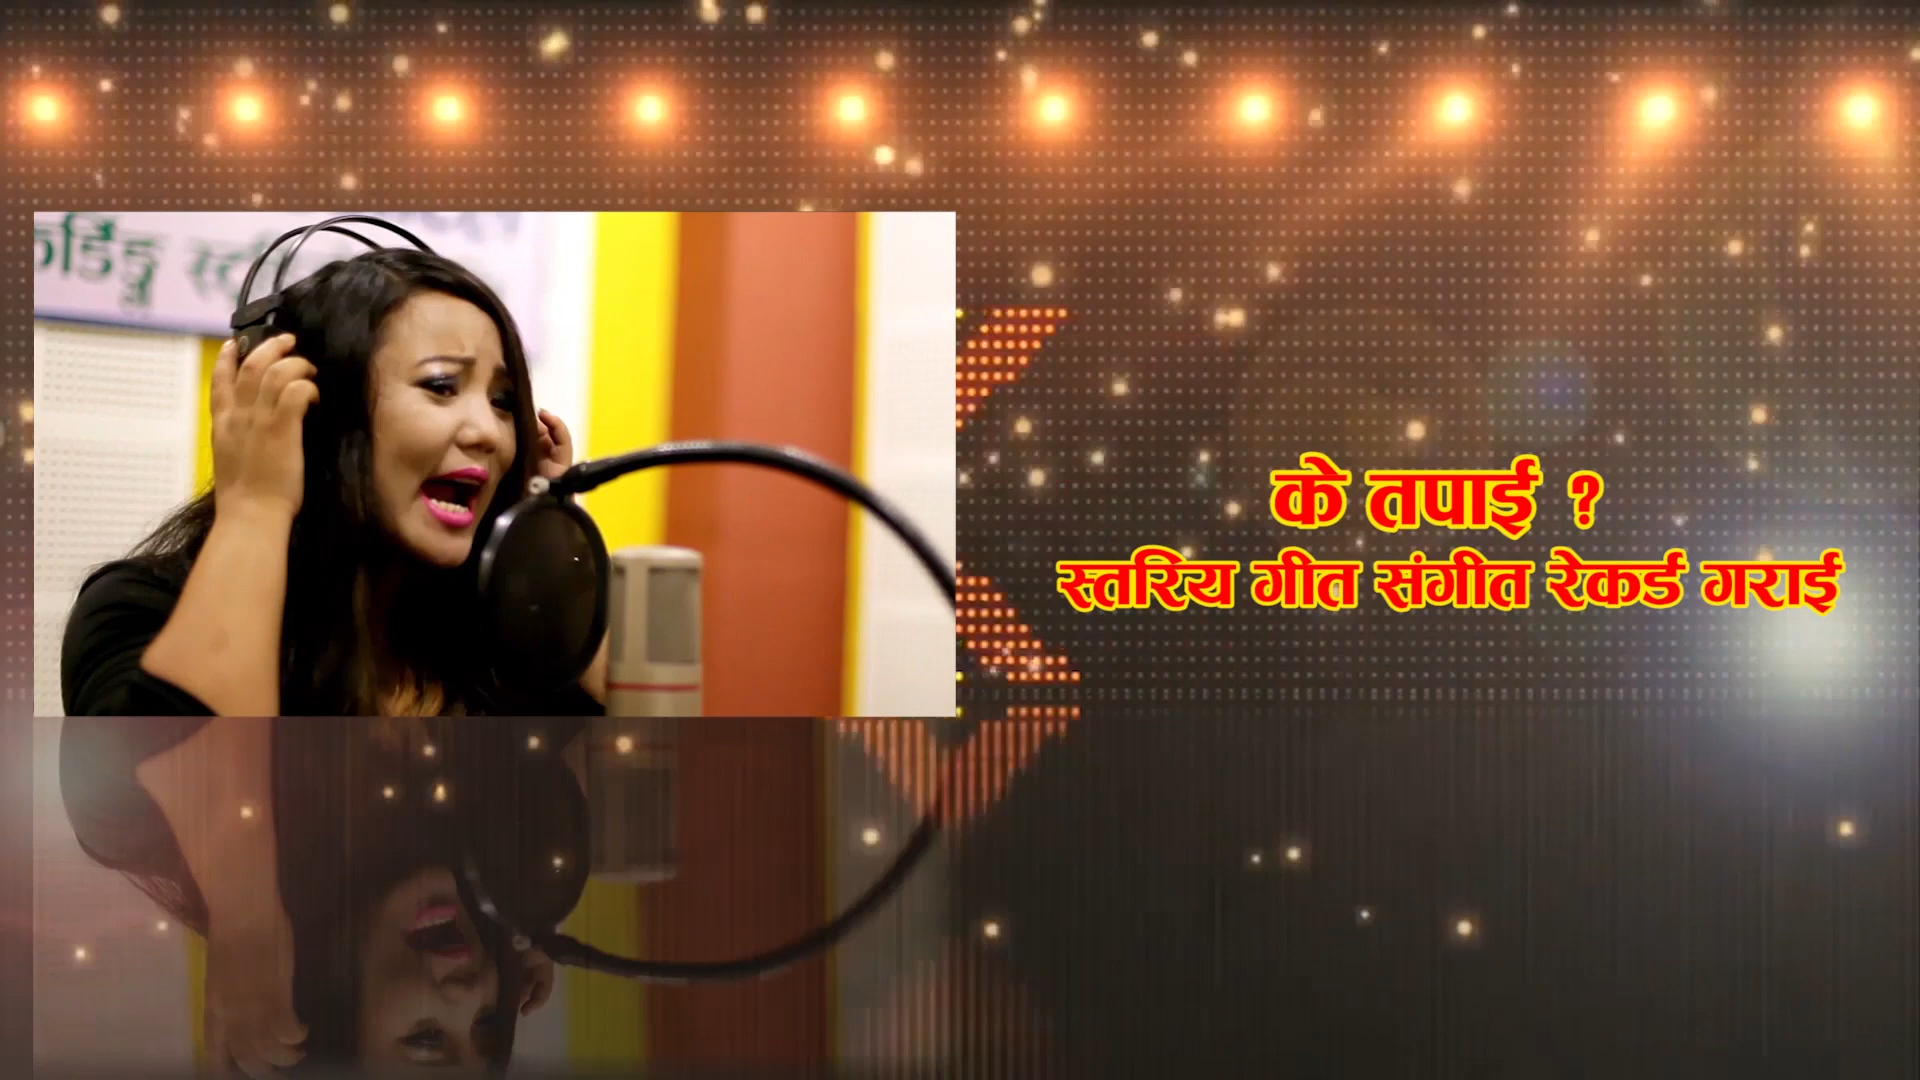 र्डिङ्ग
के तपाई ?
स्तरिय गीत संगीत रेकर्ड गराई